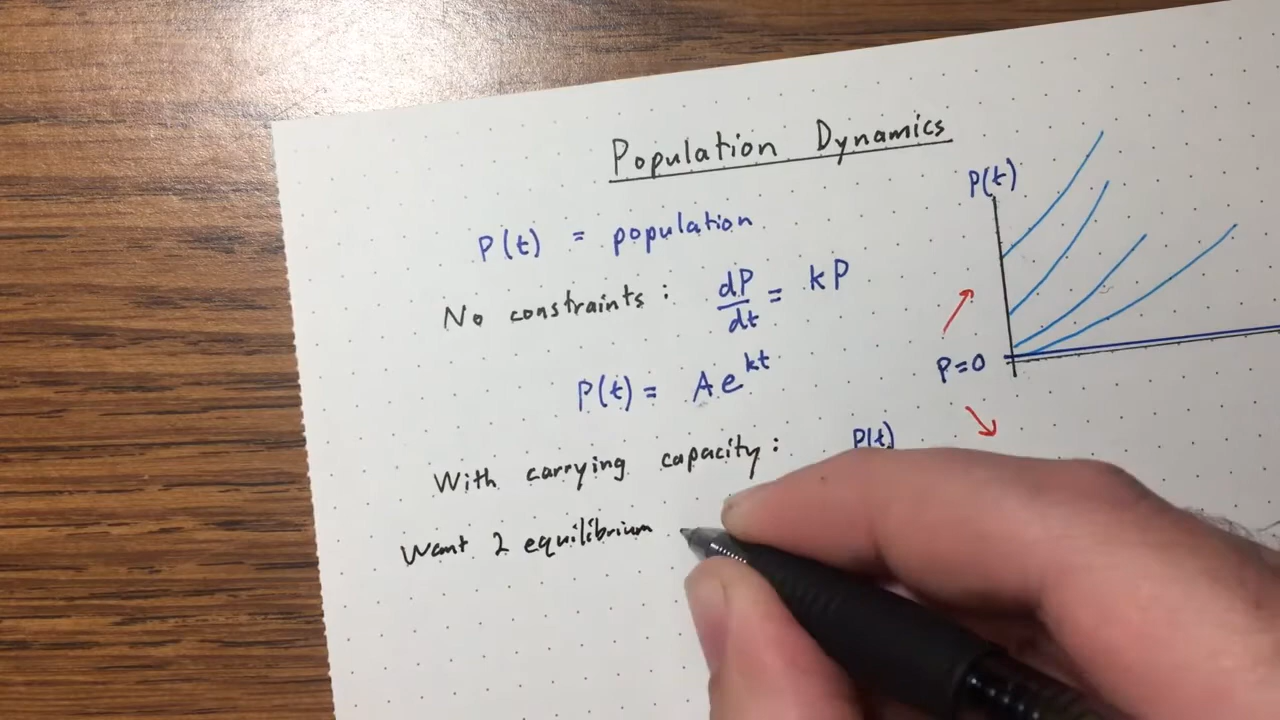 Population Dynamics
P(t) = population
No constraints: dP/dt = kP
P(t) = Ae^kt
With carrying capacity:
Want 2 equilibrium
P(t)
P=0
P(t)